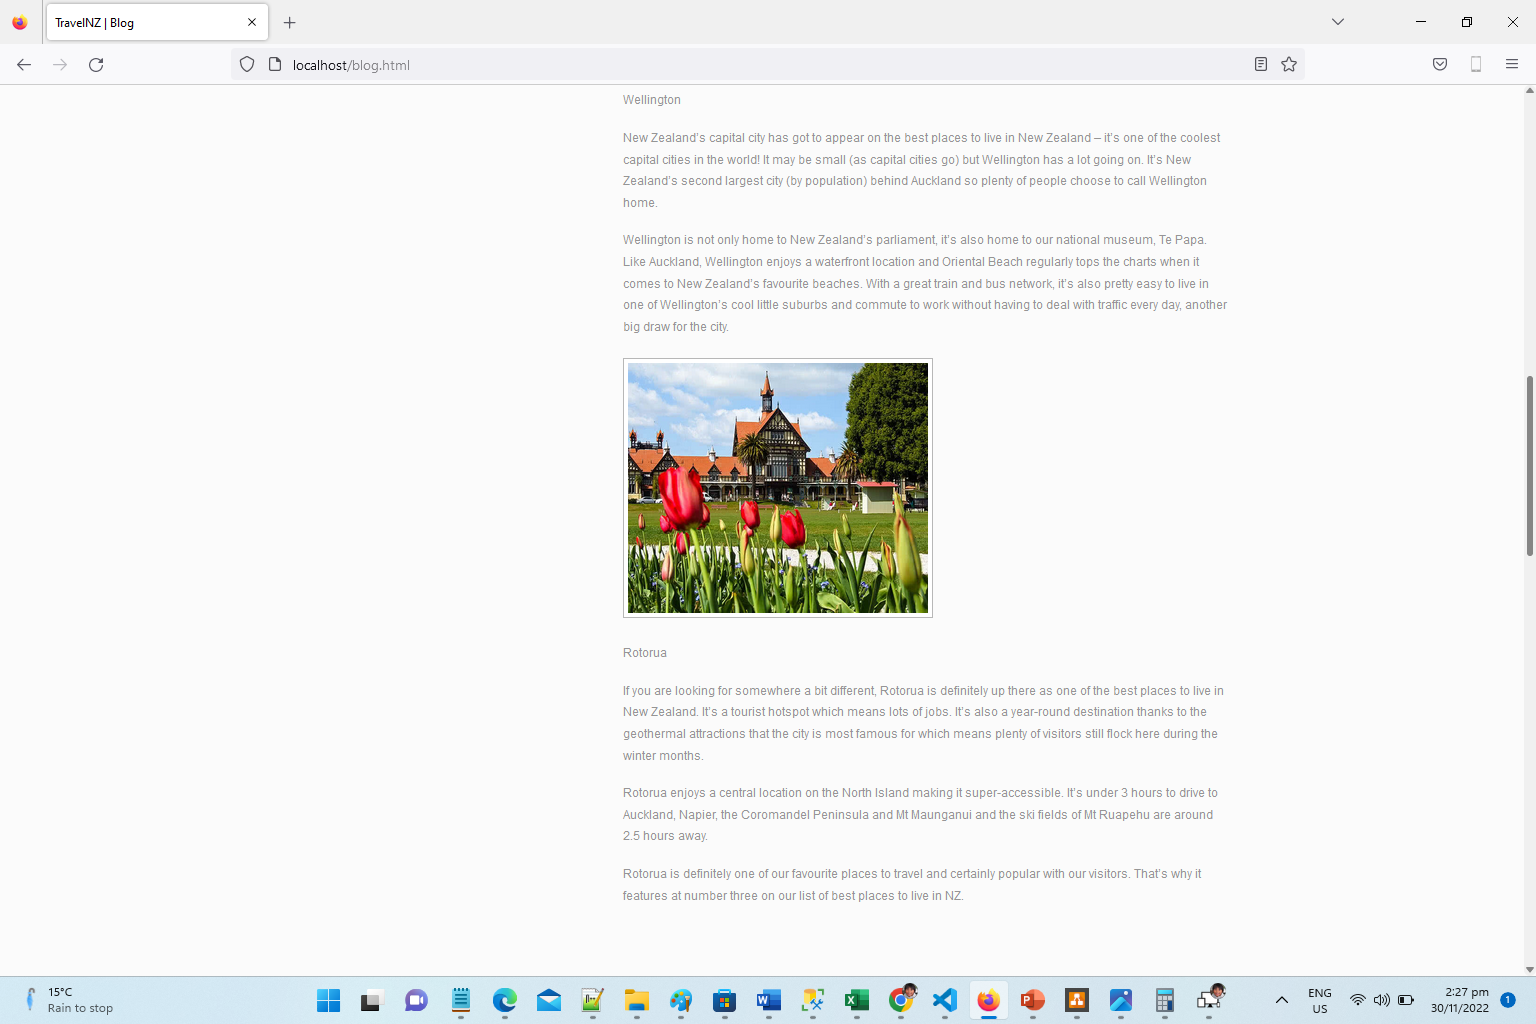 TravelNZ | Blog
localhost/blog.html
Wellington
New Zealand's capital city has got to appear on the best places to live in New Zealand – it's one of the coolest
capital cities in the world! It may be small (as capital cities go) but Wellington has a lot going on. It's New
Zealand's second largest city (by population) behind Auckland so plenty of people choose to call Wellington
home.
Wellington is not only home to New Zealand's parliament, it's also home to our national museum, Te Papa.
Like Auckland, Wellington enjoys a waterfront location and Oriental Beach regularly tops the charts when it
comes to New Zealand's favourite beaches. With a great train and bus network, it's also pretty easy to live in
one of Wellington's cool little suburbs and commute to work without having to deal with traffic every day, another
big draw for the city.
Rotorua
If you are looking for somewhere a bit different, Rotorua is definitely up there as one of the best places to live in
New Zealand. It's a tourist hotspot which means lots of jobs. It's also a year-round destination thanks to the
geothermal attractions that the city is most famous for which means plenty of visitors still flock here during the
winter months.
Rotorua enjoys a central location on the North Island making it super-accessible. It's under 3 hours to drive to
Auckland, Napier, the Coromandel Peninsula and Mt Maunganui and the ski fields of Mt Ruapehu are around
2.5 hours away.
Rotorua is definitely one of our favourite places to travel and certainly popular with our visitors. That's why it
features at number three on our list of best places to live in NZ.
15°C
Rain to stop
ENG
US
2:27 pm
30/11/2022
1